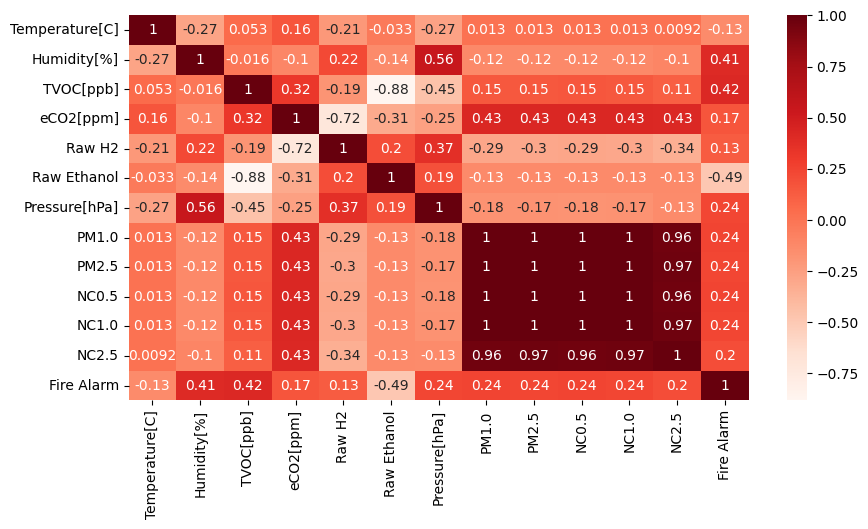 Temperature[C] 1 -0.27 0.053 0.16 -0.21 -0.033 -0.27 0.013 0.013 0.013 0.013 0.0092 -0.13
Humidity[%] -0.27 1 -0.016 -0.1 0.22 -0.14 0.56 -0.12 -0.12 -0.12 -0.12 -0.1 0.41
TVOC[ppb] 0.053 -0.016 1 0.32 -0.19 -0.88 -0.45 0.15 0.15 0.15 0.15 0.11 0.42
eCO2[ppm] 0.16 -0.1 0.32 1 -0.72 -0.31 -0.25 0.43 0.43 0.43 0.43 0.43 0.17
Raw H2 -0.21 0.22 -0.19 -0.72 1 0.2 0.37 -0.29 -0.3 -0.29 -0.3 -0.34 0.13
Raw Ethanol -0.033 -0.14 -0.88 -0.31 0.2 1 0.19 -0.13 -0.13 -0.13 -0.13 -0.13 -0.49
Pressure[hPa] -0.27 0.56 -0.45 -0.25 0.37 0.19 1 -0.18 -0.17 -0.18 -0.17 -0.13 0.24
PM1.0 0.013 -0.12 0.15 0.43 -0.29 -0.13 -0.18 1 1 1 1 0.96 0.24
PM2.5 0.013 -0.12 0.15 0.43 -0.3 -0.13 -0.17 1 1 1 1 0.97 0.24
NC0.5 0.013 -0.12 0.15 0.43 -0.29 -0.13 -0.18 1 1 1 1 0.96 0.24
NC1.0 0.013 -0.12 0.15 0.43 -0.3 -0.13 -0.17 1 1 1 1 0.97 0.24
NC2.5 0.0092 -0.1 0.11 0.43 -0.34 -0.13 -0.13 0.96 0.97 0.96 0.97 1 0.2
Fire Alarm -0.13 0.41 0.42 0.17 0.13 -0.49 0.24 0.24 0.24 0.24 0.24 0.2 1
Temperature[C]
Humidity[%]
TVOC[ppb]
eCO2[ppm]
Raw H2
Raw Ethanol
Pressure[hPa]
PM1.0
PM2.5
NC0.5
NC1.0
NC2.5
Fire Alarm
1.00
0.75
0.50
0.25
0.00
-0.25
-0.50
-0.75